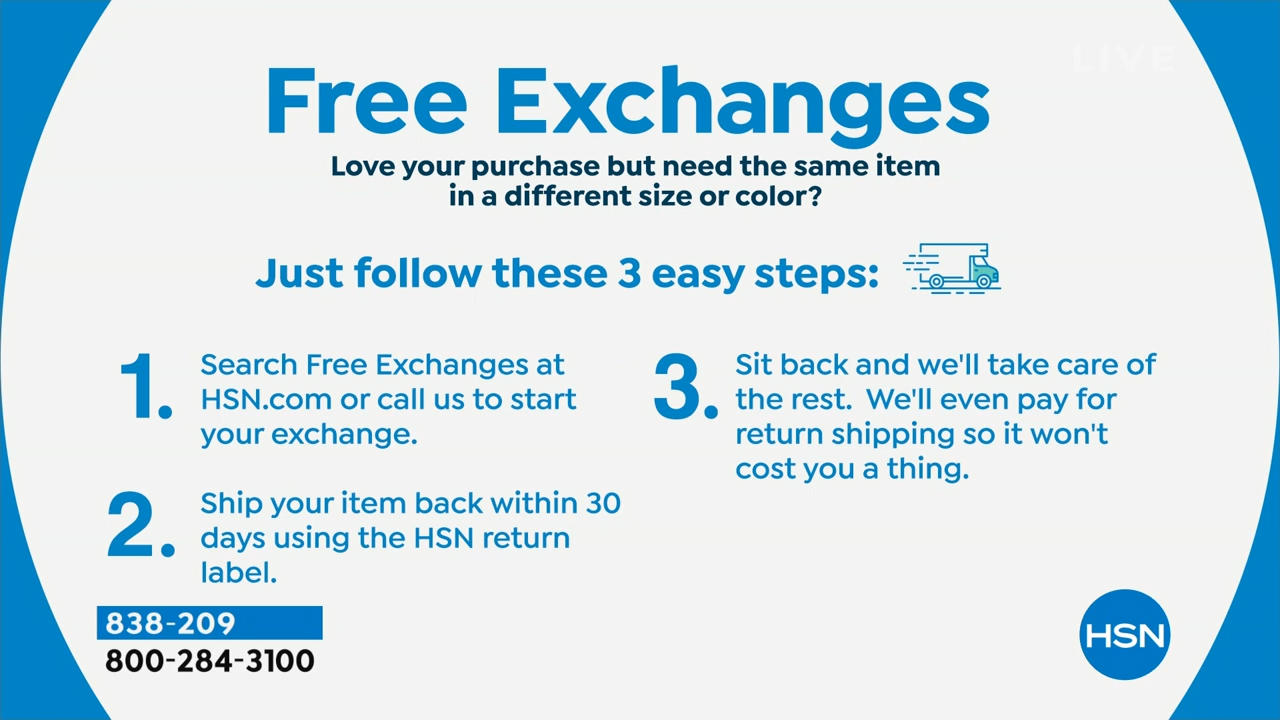 LIVE
Free Exchanges
Love your purchase but need the same item
in a different size or color?
Just follow these 3 easy steps:
1.
Search Free Exchanges at
HSN.com or call us to start
your exchange.
2.
Ship your item back within 30
days using the HSN return
label.
3.
Sit back and we'll take care of
the rest.  We'll even pay for
return shipping so it won't
cost you a thing.
838-209
800-284-3100
HSN